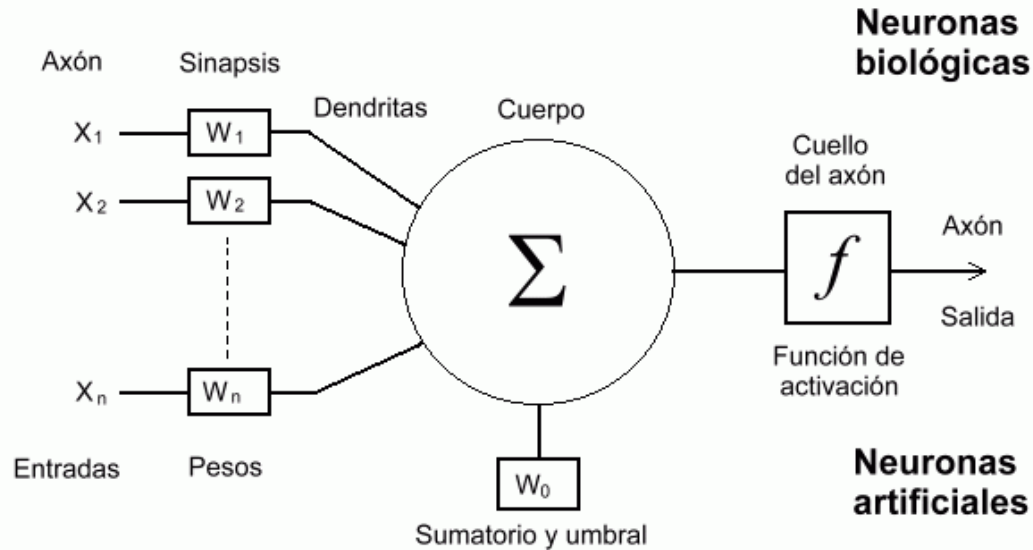 Neuronas
biológicas
Axón
Sinapsis
Dendritas
Cuerpo
Cuello
del axón
X1
W1
X2
W2
Σ
f
Axón
Salida
Xn
Wn
Función de
activación
Entradas
Pesos
W0
Sumatorio y umbral
Neuronas
artificiales